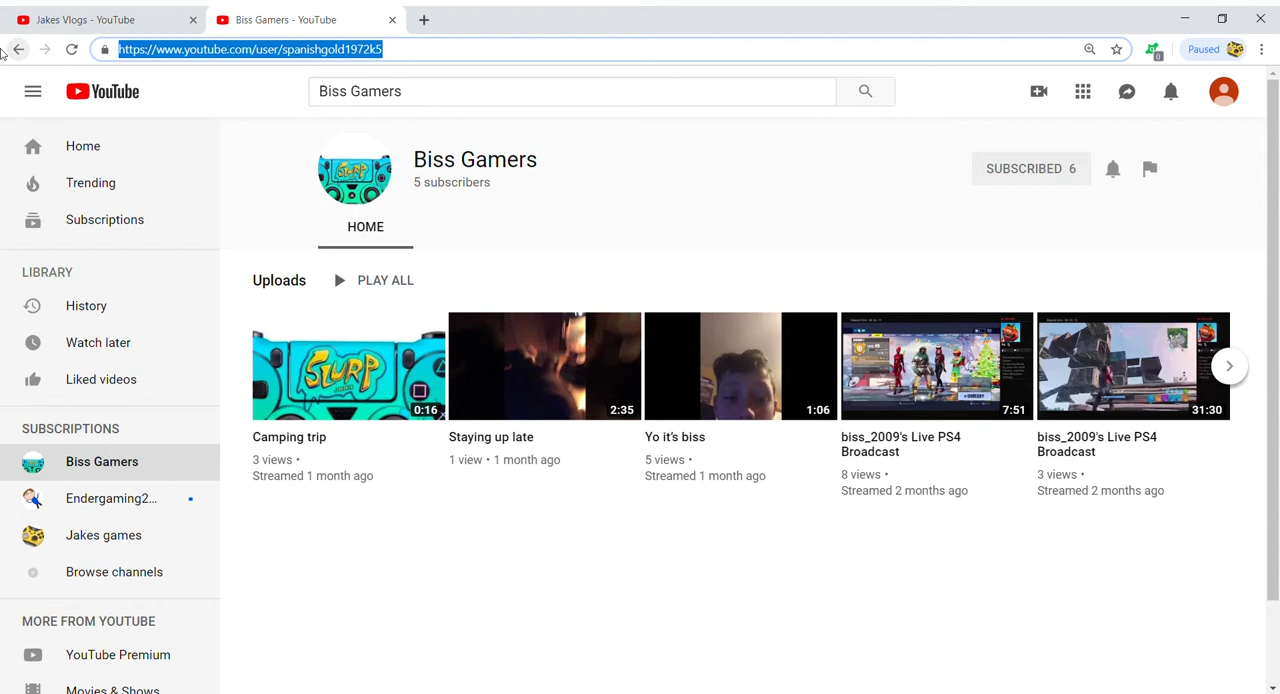 Jakes Vlogs - YouTube
Biss Gamers - YouTube
https://www.youtube.com/user/spanishgold1972k5
0
Paused
YouTube
Biss Gamers
Home
Trending
Subscriptions
LIBRARY
History
Watch later
Liked videos
SUBSCRIPTIONS
Biss Gamers
Endergaming2...
Jakes games
Browse channels
MORE FROM YOUTUBE
YouTube Premium
Movies & Shows
Biss Gamers
5 subscribers
SUBSCRIBED 6
HOME
Uploads
PLAY ALL
SLURP
0:16
2:35
1:06
7:51
31:30
Camping trip
3 views •
Streamed 1 month ago
Staying up late
1 view • 1 month ago
Yo it's biss
5 views •
Streamed 1 month ago
biss_2009's Live PS4
Broadcast
8 views •
Streamed 2 months ago
biss_2009's Live PS4
Broadcast
3 views •
Streamed 2 months ago